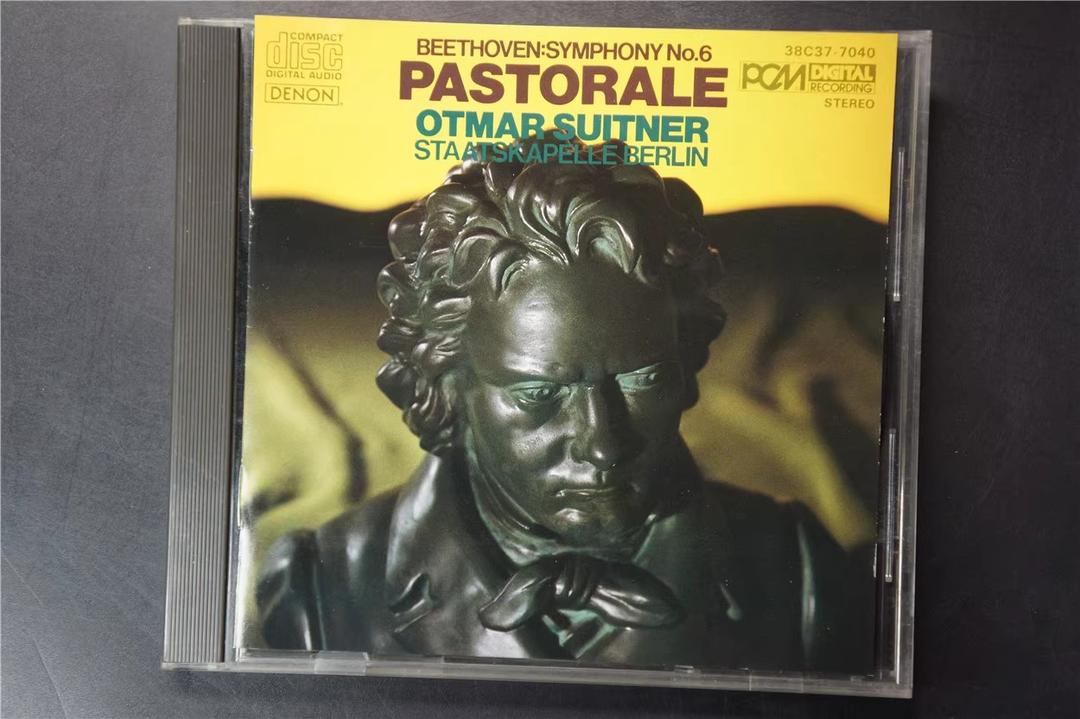 COMPACT
disc
DIGITAL AUDIO
DENON
BEETHOVEN:SYMPHONY No.6
PASTORALE
OTMAR SUITNER
STAATSKAPELLE BERLIN
38C37-7040
PCM DIGITAL
RECORDING
STEREO